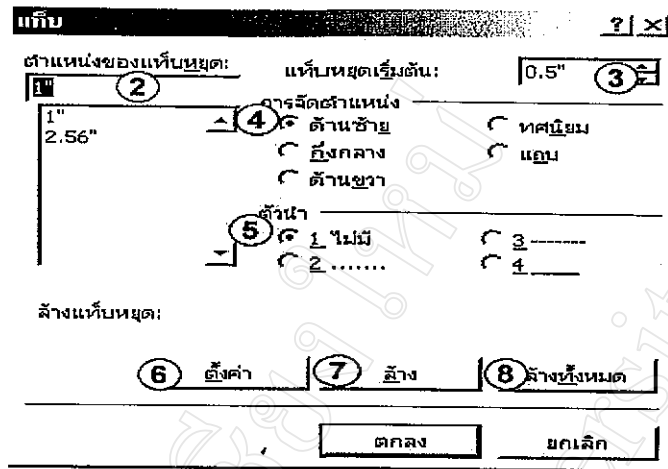 แท็บ ? ×
ตำแหน่งของแท็บหยุด: แท็บหยุดเริ่มต้น: 0.5" 3
1" 2
1"
2.56"
การจัดตำแหน่ง
4 ด้านซ้าย ทศนิยม
กึ่งกลาง แถบ
ด้านขวา
ตัวนำ
5 1 ไม่มี 3 -------
2 ....... 4 ____
ล้างแท็บหยุด:
6 ตั้งค่า 7 ล้าง 8 ล้างทั้งหมด
ตกลง ยกเลิก